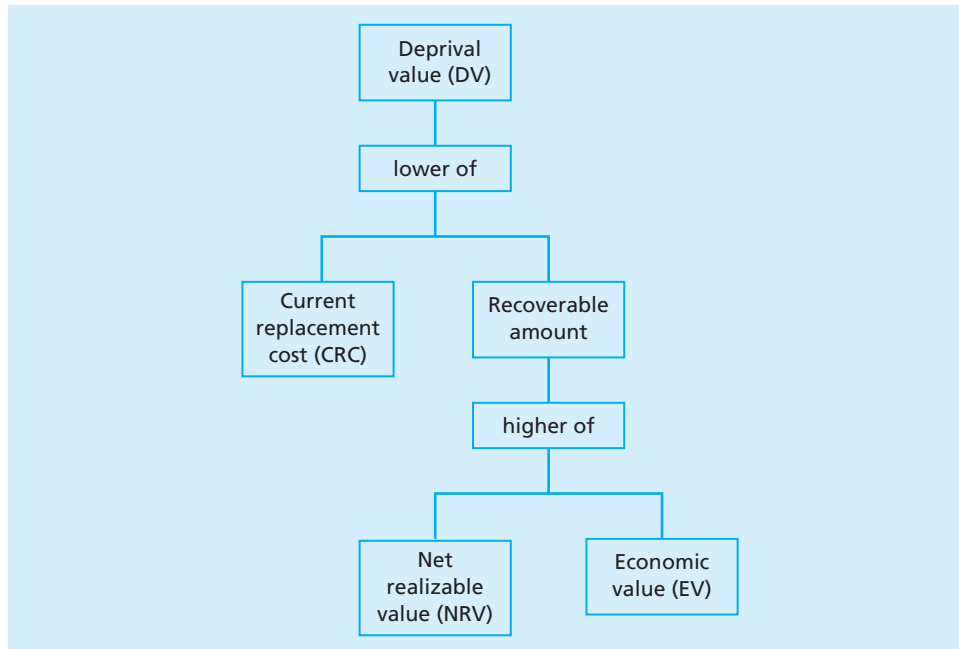 Deprival
value (DV)
lower of
Current
replacement
cost (CRC)
Recoverable
amount
higher of
Net
realizable
value (NRV)
Economic
value (EV)